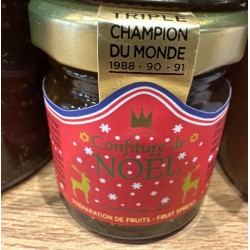 TRIPLE
CHAMPION
DU MONDE
1988 - 90 - 91
Confiture de
NOËL
PRÉPARATION DE FRUITS - FRUIT SPREAD